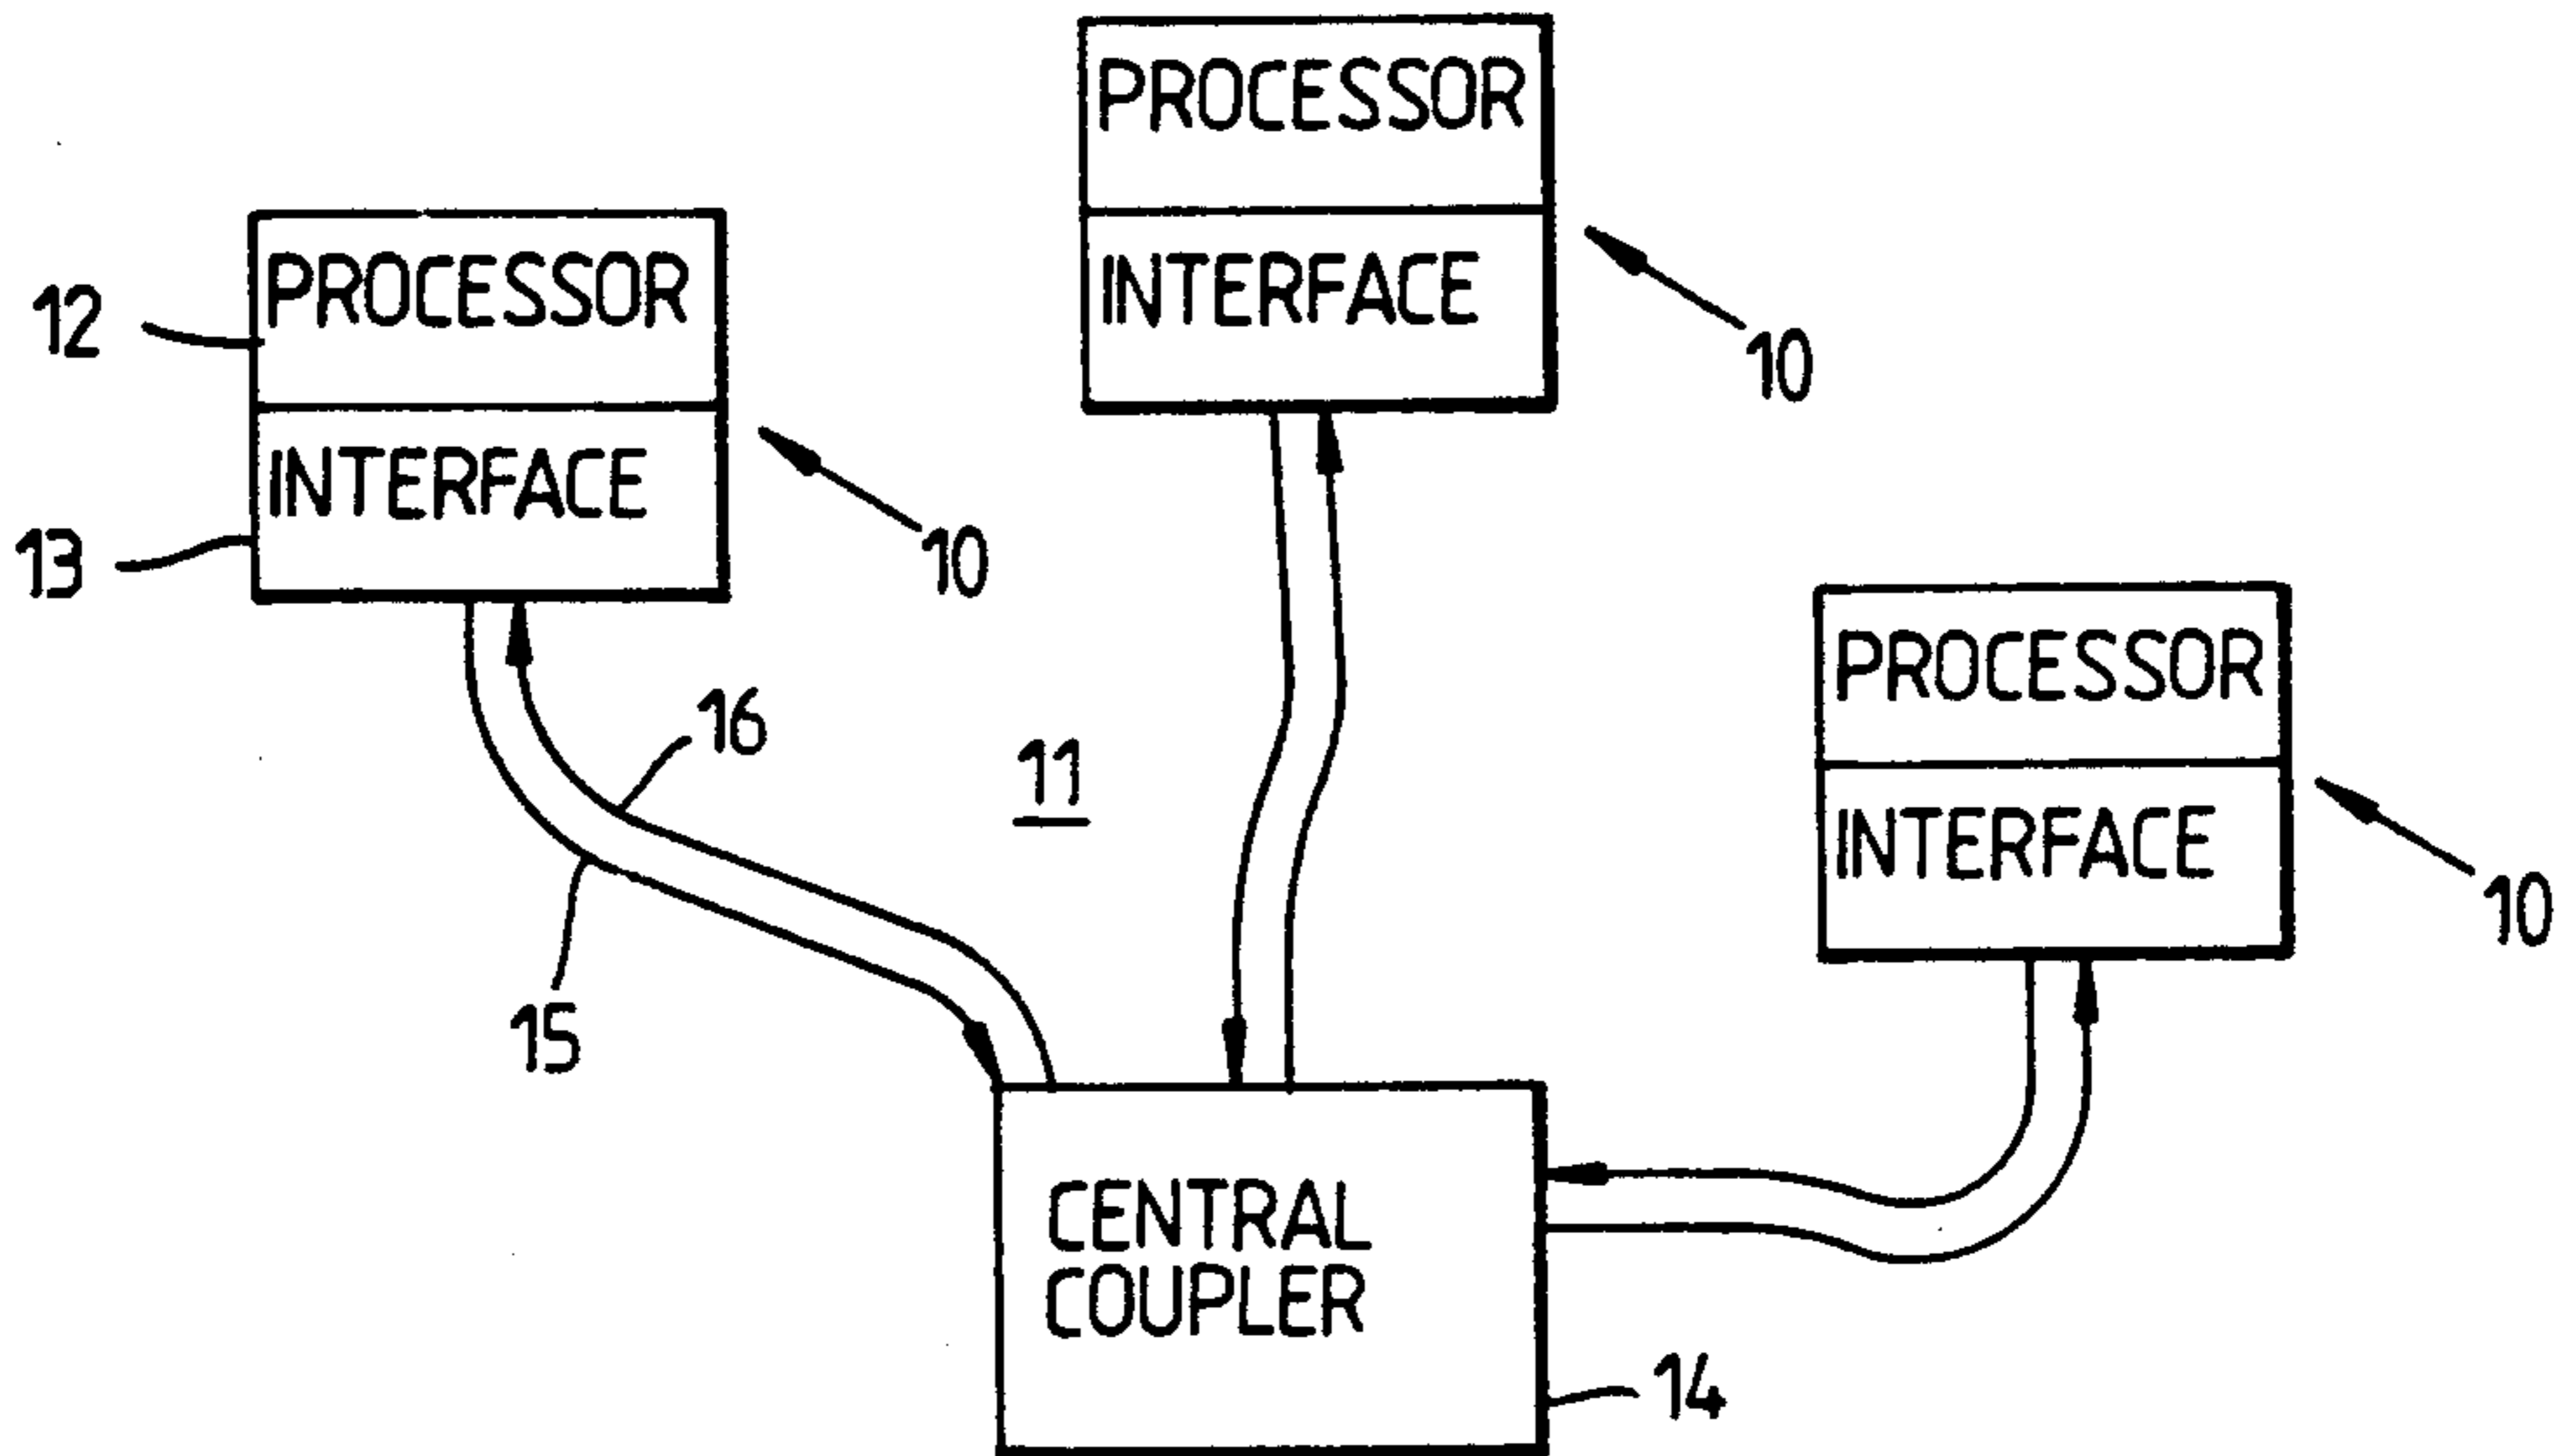 PROCESSOR
INTERFACE
10
PROCESSOR
INTERFACE
12
13
10
PROCESSOR
INTERFACE
10
16
15
11
CENTRAL
COUPLER
14